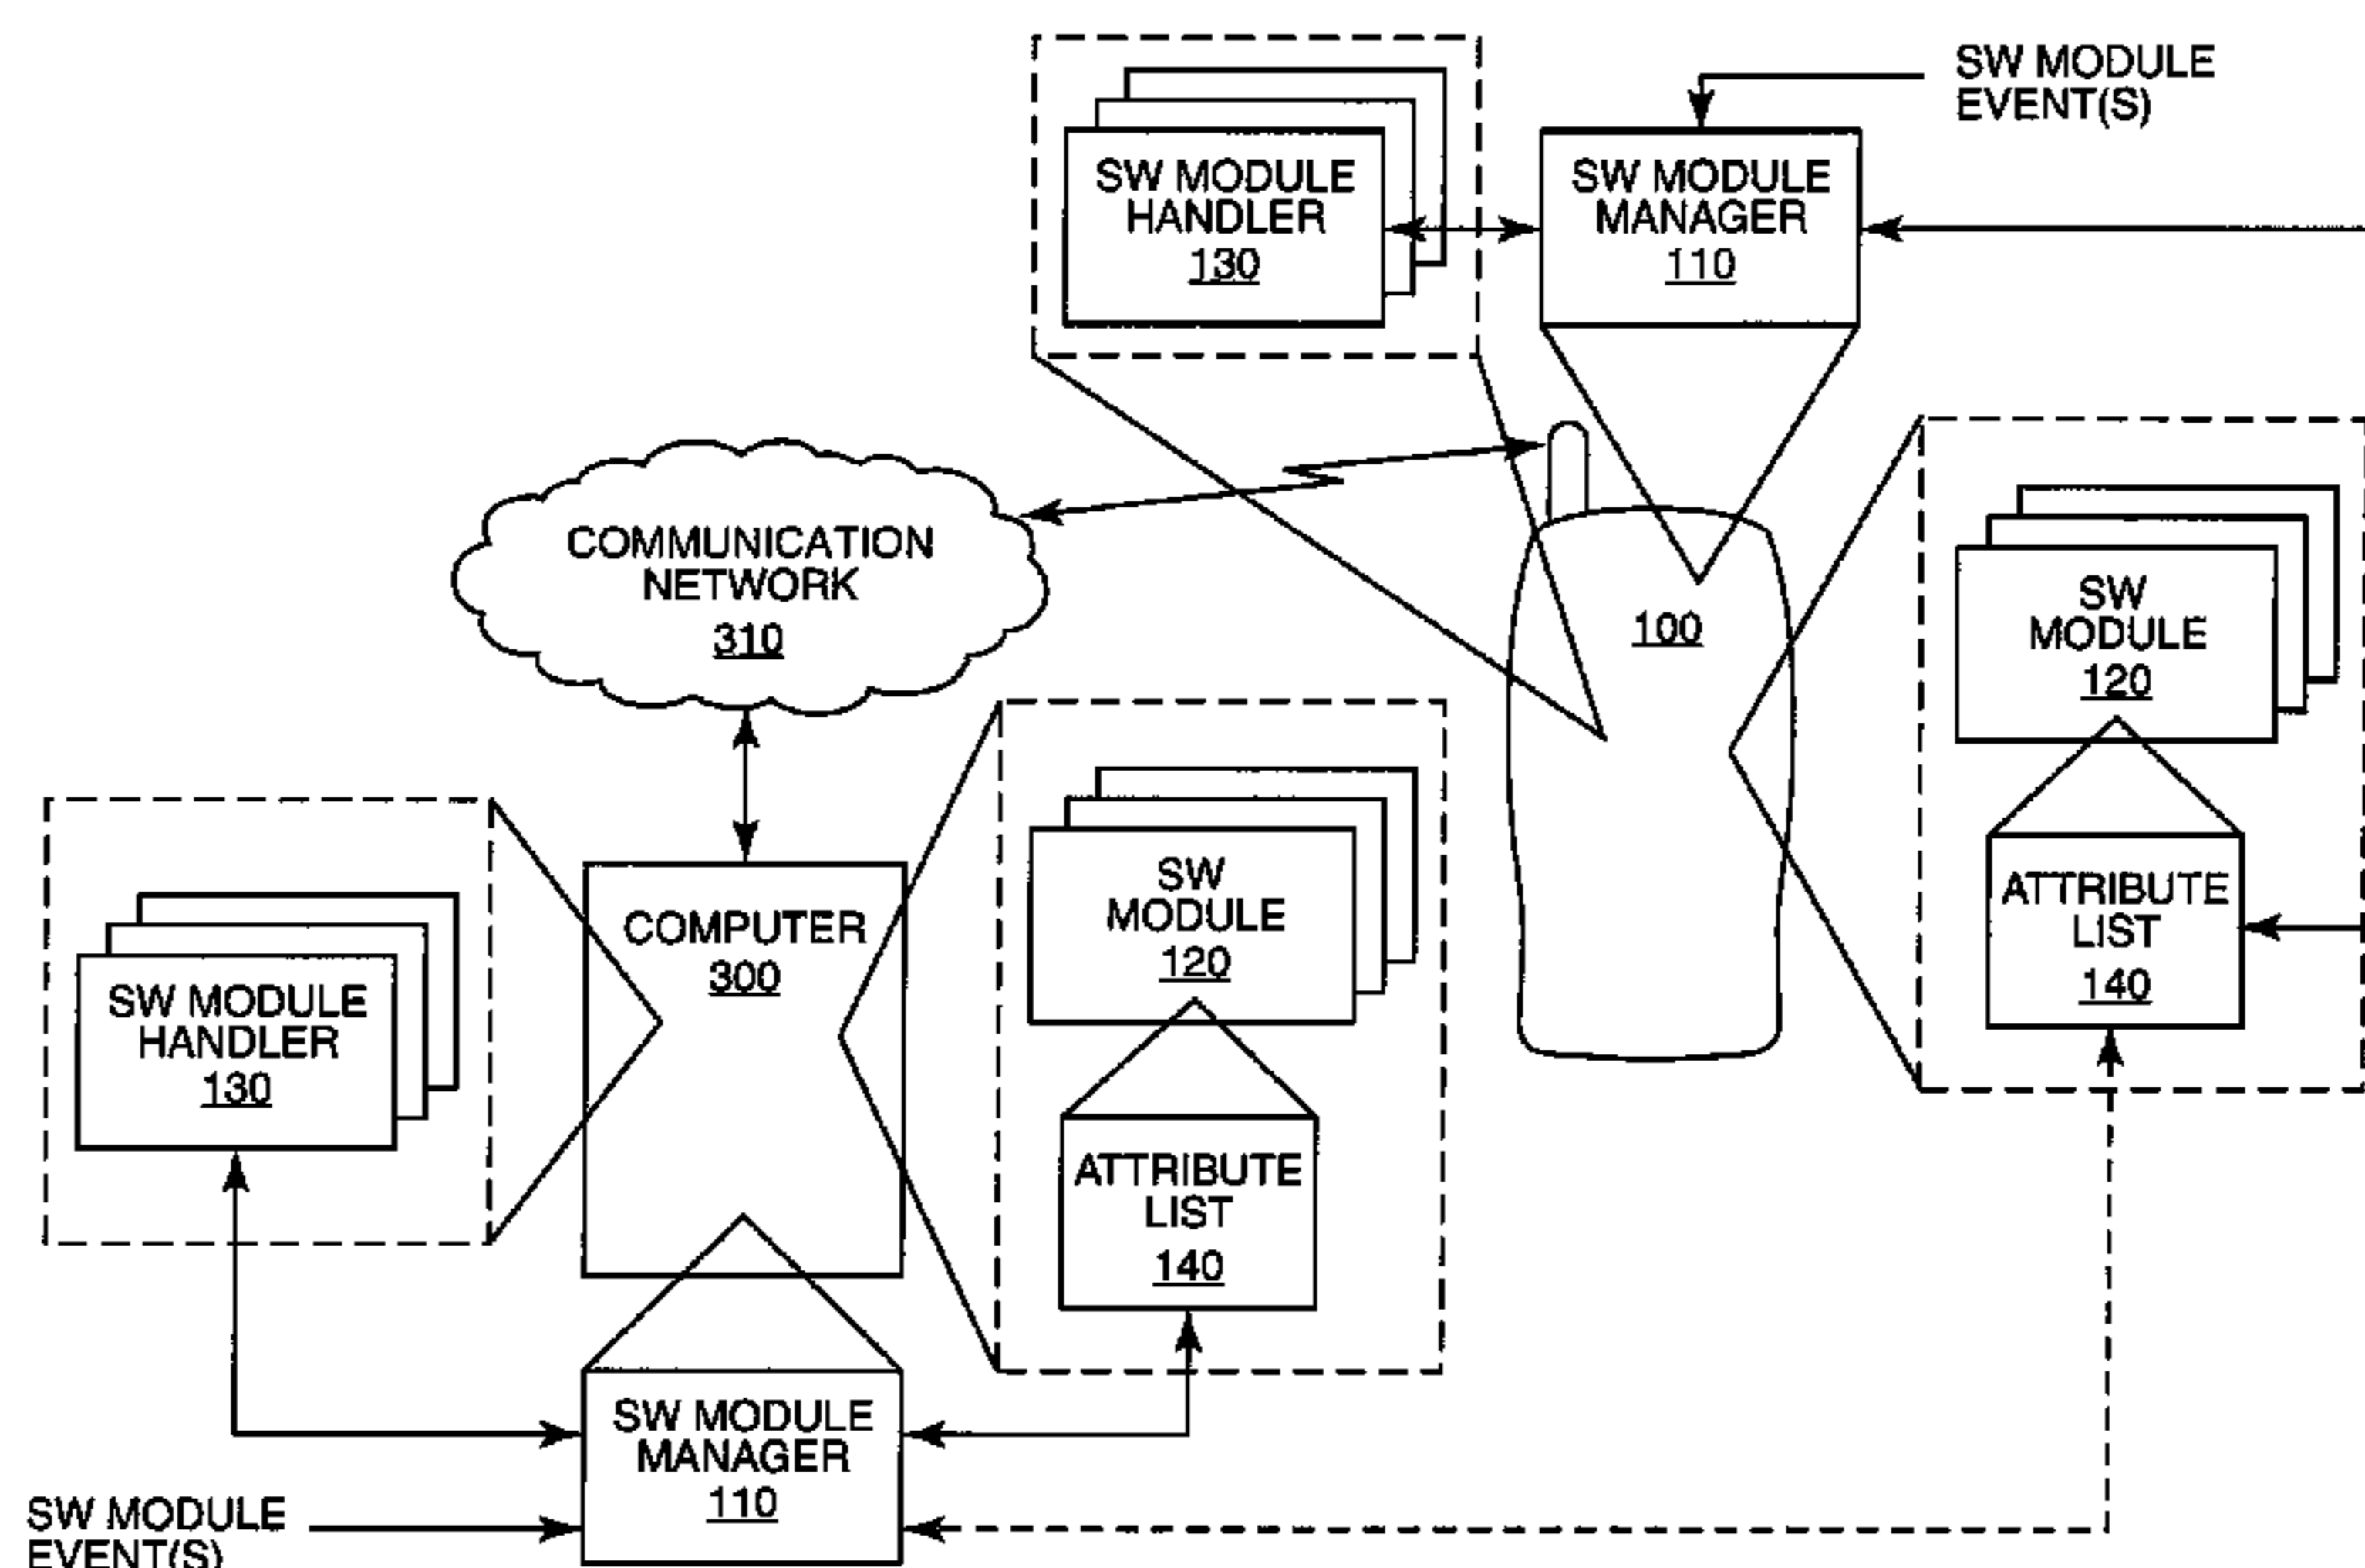 SW MODULE
EVENT(S)
SW MODULE
HANDLER
130
SW MODULE
MANAGER
110
COMMUNICATION
NETWORK
310
100
SW
MODULE
120
ATTRIBUTE
LIST
140
COMPUTER
300
SW
MODULE
120
ATTRIBUTE
LIST
140
SW MODULE
HANDLER
130
SW MODULE
MANAGER
110
SW MODULE
EVENT(S)